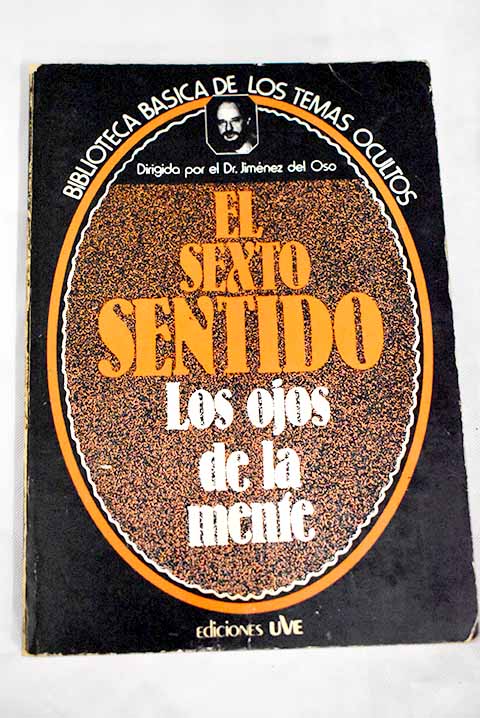 BIBLIOTECA BASICA DE LOS TEMAS OCULTOS
Dirigida por el Dr. Jiménez del Oso
EL
SEXTO
SENTIDO
Los ojos
de la
mente
ediciones UVE